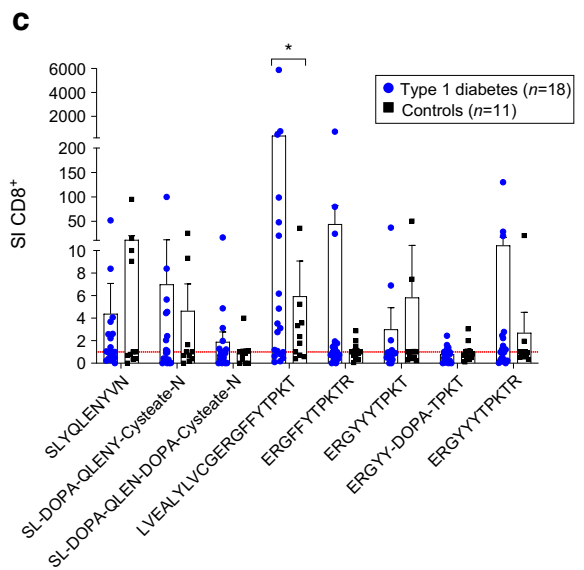 c
*
6000
4000
2000
200
150
100
50
10
8
6
4
2
0
SI CD8⁺
Type 1 diabetes (n=18)
Controls (n=11)
SLYQLENYVN
SL-DOPA-QLENY-Cysteate-N
SL-DOPA-QLEN-DOPA-Cysteate-N
LVEALYLVCGERGFFYTPKT
ERGFFYTPKTR
ERGYYYTPKT
ERGYY-DOPA-TPKT
ERGYYYTPKTR